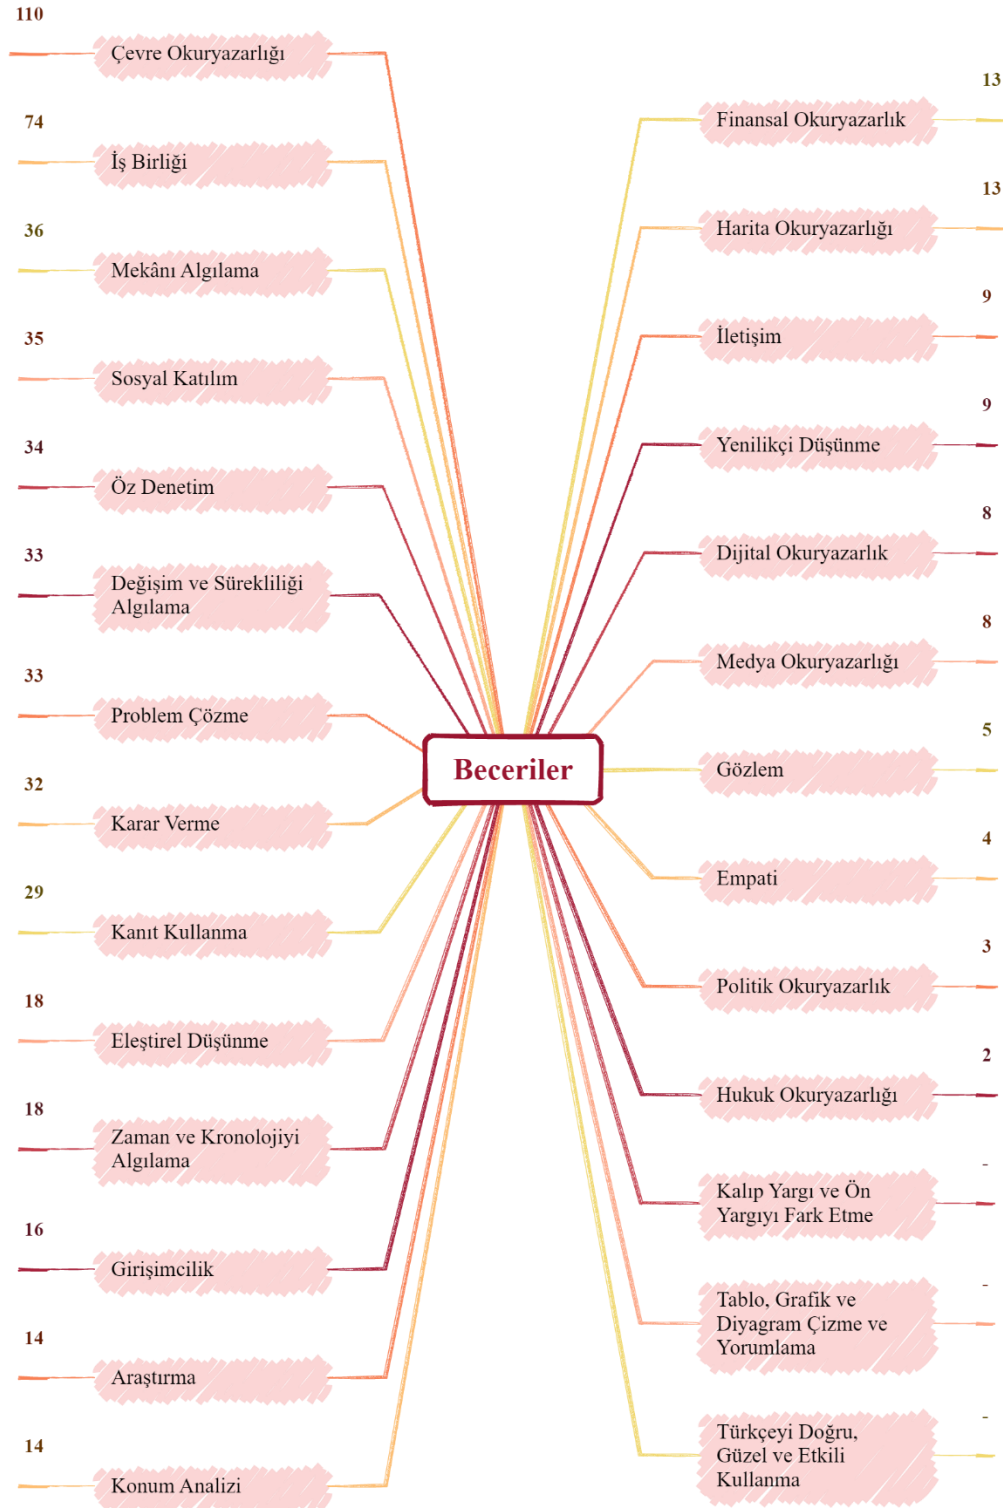 110
Çevre Okuryazarlığı
74
İş Birliği
36
Mekânı Algılama
35
Sosyal Katılım
34
Öz Denetim
33
Değişim ve Sürekliliği
Algılama
33
Problem Çözme
32
Karar Verme
29
Kanıt Kullanma
18
Eleştirel Düşünme
18
Zaman ve Kronolojiyi
Algılama
16
Girişimcilik
14
Araştırma
14
Konum Analizi
Beceriler
13
Finansal Okuryazarlık
13
Harita Okuryazarlığı
9
İletişim
9
Yenilikçi Düşünme
8
Dijital Okuryazarlık
8
Medya Okuryazarlığı
5
Gözlem
4
Empati
3
Politik Okuryazarlık
2
Hukuk Okuryazarlığı
-
Kalıp Yargı ve Ön
Yargıyı Fark Etme
-
Tablo, Grafik ve
Diyagram Çizme ve
Yorumlama
-
Türkçeyi Doğru,
Güzel ve Etkili
Kullanma